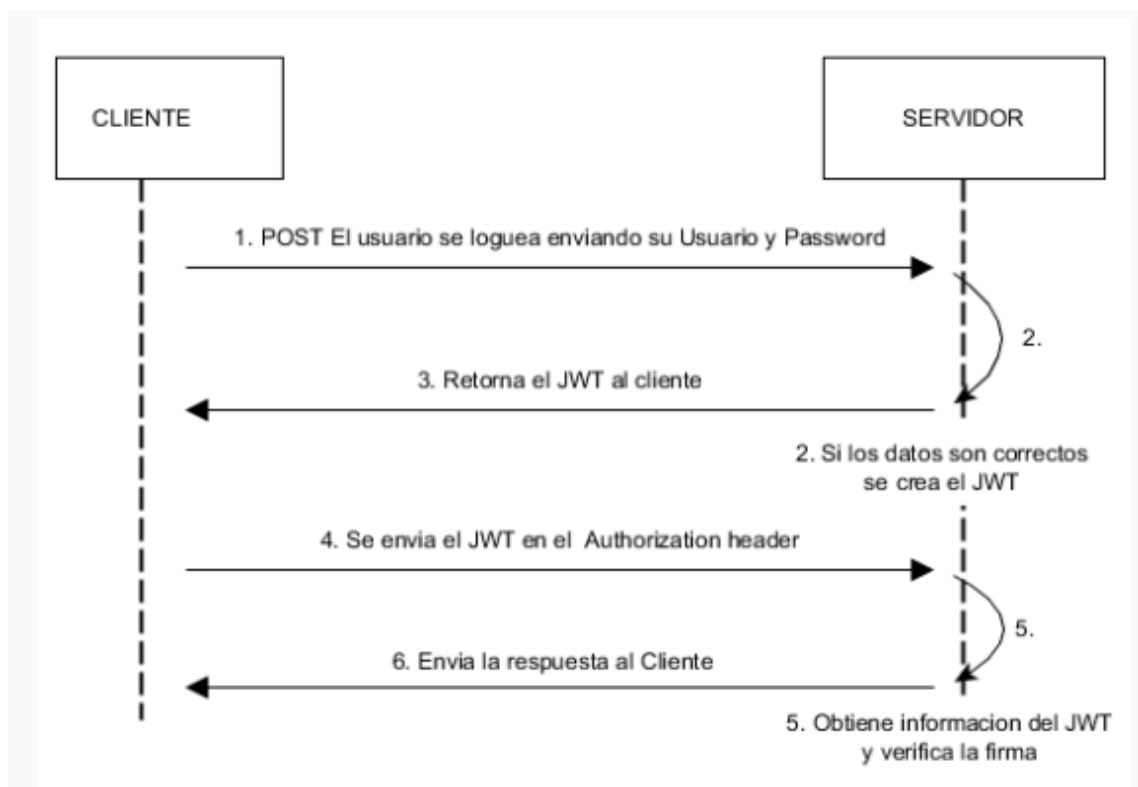 CLIENTE
SERVIDOR
1. POST El usuario se loguea enviando su Usuario y Password
2.
3. Retorna el JWT al cliente
2. Si los datos son correctos
se crea el JWT
4. Se envia el JWT en el Authorization header
5.
6. Envia la respuesta al Cliente
5. Obtiene informacion del JWT
y verifica la firma